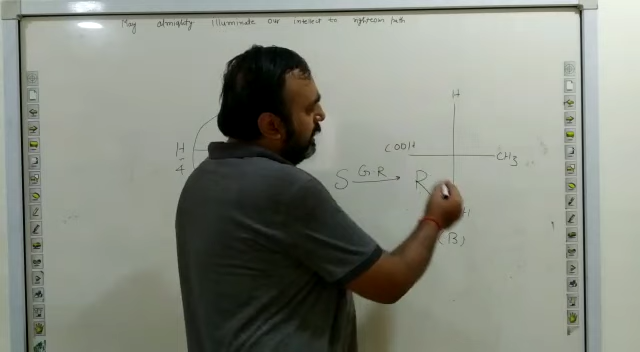 May almighty illuminate our intellect to righteous path
H
COOH
CH3
H
4
S G.R R
H
(B)